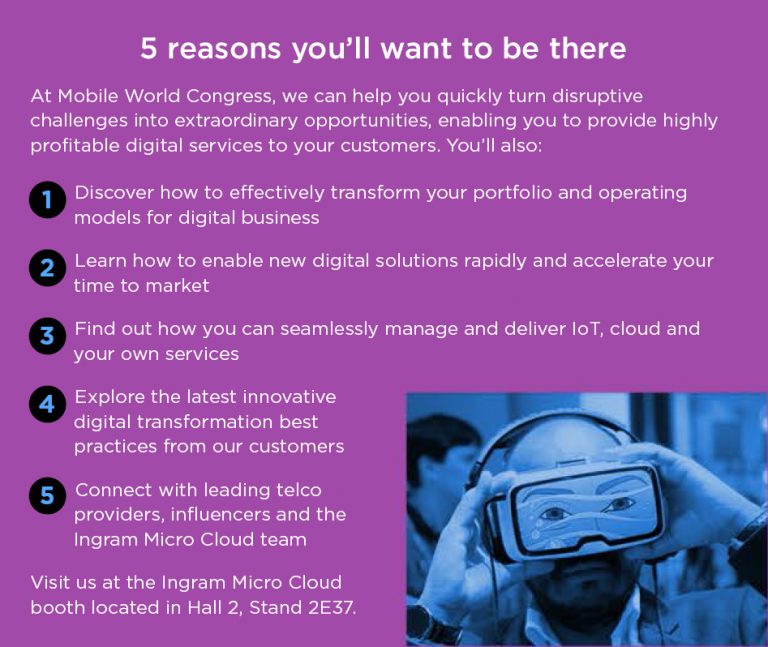 5 reasons you’ll want to be there
At Mobile World Congress, we can help you quickly turn disruptive
challenges into extraordinary opportunities, enabling you to provide highly
profitable digital services to your customers. You’ll also:
1 Discover how to effectively transform your portfolio and operating
models for digital business
2 Learn how to enable new digital solutions rapidly and accelerate your
time to market
3 Find out how you can seamlessly manage and deliver IoT, cloud and
your own services
4 Explore the latest innovative
digital transformation best
practices from our customers
5 Connect with leading telco
providers, influencers and the
Ingram Micro Cloud team
Visit us at the Ingram Micro Cloud
booth located in Hall 2, Stand 2E37.